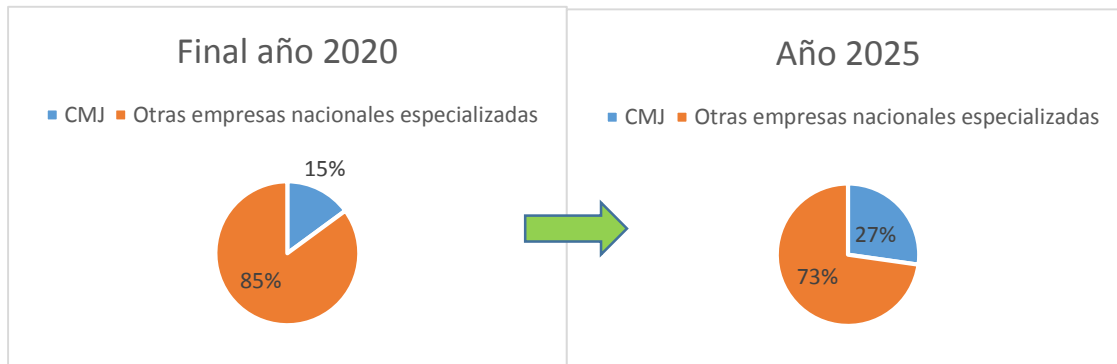 Final año 2020
CMJ Otras empresas nacionales especializadas
15%
85%
Año 2025
CMJ Otras empresas nacionales especializadas
27%
73%